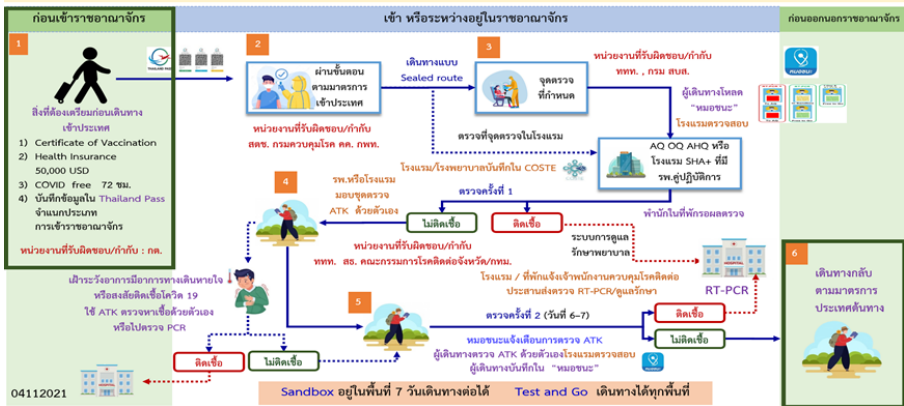 ก่อนเข้าราชอาณาจักร
เข้า หรือระหว่างอยู่ในราชอาณาจักร
ก่อนออกนอกราชอาณาจักร
1
สิ่งที่ต้องเตรียมก่อนเดินทาง
เข้าประเทศ
1) Certificate of Vaccination
2) Health Insurance
50,000 USD
3) COVID free 72 ชม.
4) บันทึกข้อมูลใน Thailand Pass
จำแนกประเภท
การเข้าราชอาณาจักร
หน่วยงานที่รับผิดชอบ/กำกับ : กต.
2
ผ่านขั้นตอน
ตามมาตรการ
เข้าประเทศ
หน่วยงานที่รับผิดชอบ/กำกับ
สตช. กรมควบคุมโรค คค. กพท.
เดินทางแบบ
Sealed route
3
จุดตรวจ
ที่กำหนด
หน่วยงานที่รับผิดชอบ/กำกับ
ททท. , กรม สบส.
ผู้เดินทางโหลด
"หมอชนะ"
โรงแรมตรวจสอบ
ตรวจที่จุดตรวจในโรงแรม
AQ OQ AHQ หรือ
โรงแรม SHA+ ที่มี
รพ.คู่ปฏิบัติการ
โรงแรม/โรงพยาบาลบันทึกใน COSTE
พำนักในที่พักรอผลตรวจ
ตรวจครั้งที่ 1
ไม่ติดเชื้อ
ติดเชื้อ
4
รพ.หรือโรงแรม
มอบชุดตรวจ
ATK ด้วยตัวเอง
หน่วยงานที่รับผิดชอบ/กำกับ
ททท. สธ. คณะกรรมการโรคติดต่อจังหวัด/กทม.
ระบบการดูแล
รักษาพยาบาล
HOSPITAL
RT-PCR
โรงแรม / ที่พักแจ้งเจ้าพนักงานควบคุมโรคติดต่อ
ประสานส่งตรวจ RT-PCR/ดูแลรักษา
เฝ้าระวังอาการมีอาการทางเดินหายใจ
หรือสงสัยติดเชื้อโควิด 19
ใช้ ATK ตรวจหาเชื้อด้วยตัวเอง
หรือไปตรวจ PCR
ติดเชื้อ
ไม่ติดเชื้อ
5
ตรวจครั้งที่ 2 (วันที่ 6-7)
หมอชนะแจ้งเตือนการตรวจ ATK
ผู้เดินทางตรวจ ATK ด้วยตัวเองโรงแรมตรวจสอบ
ผู้เดินทางบันทึกใน "หมอชนะ"
ติดเชื้อ
ไม่ติดเชื้อ
6
เดินทางกลับ
ตามมาตรการ
ประเทศต้นทาง
04112021
Sandbox อยู่ในพื้นที่ 7 วันเดินทางต่อได้ Test and Go เดินทางได้ทุกพื้นที่